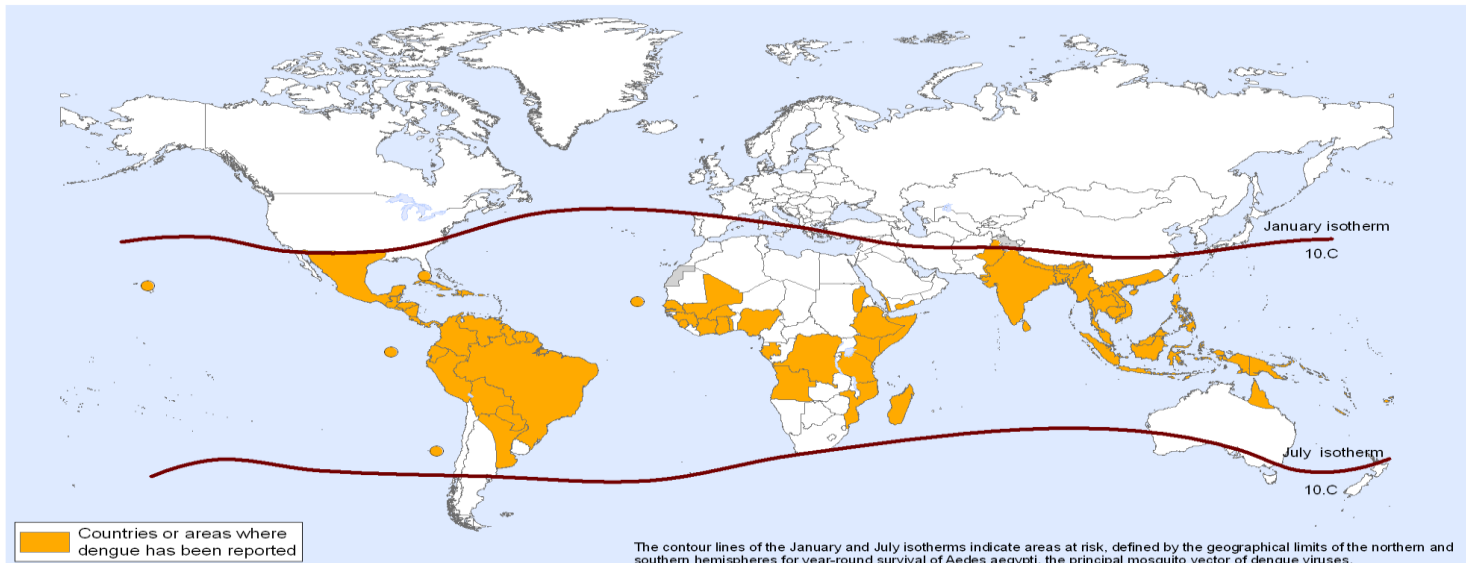 January isotherm
10.C
July isotherm
10.C
Countries or areas where
dengue has been reported
The contour lines of the January and July isotherms indicate areas at risk, defined by the geographical limits of the northern and
southern hemispheres for year-round survival of Aedes aegypti, the principal mosquito vector of dengue viruses.